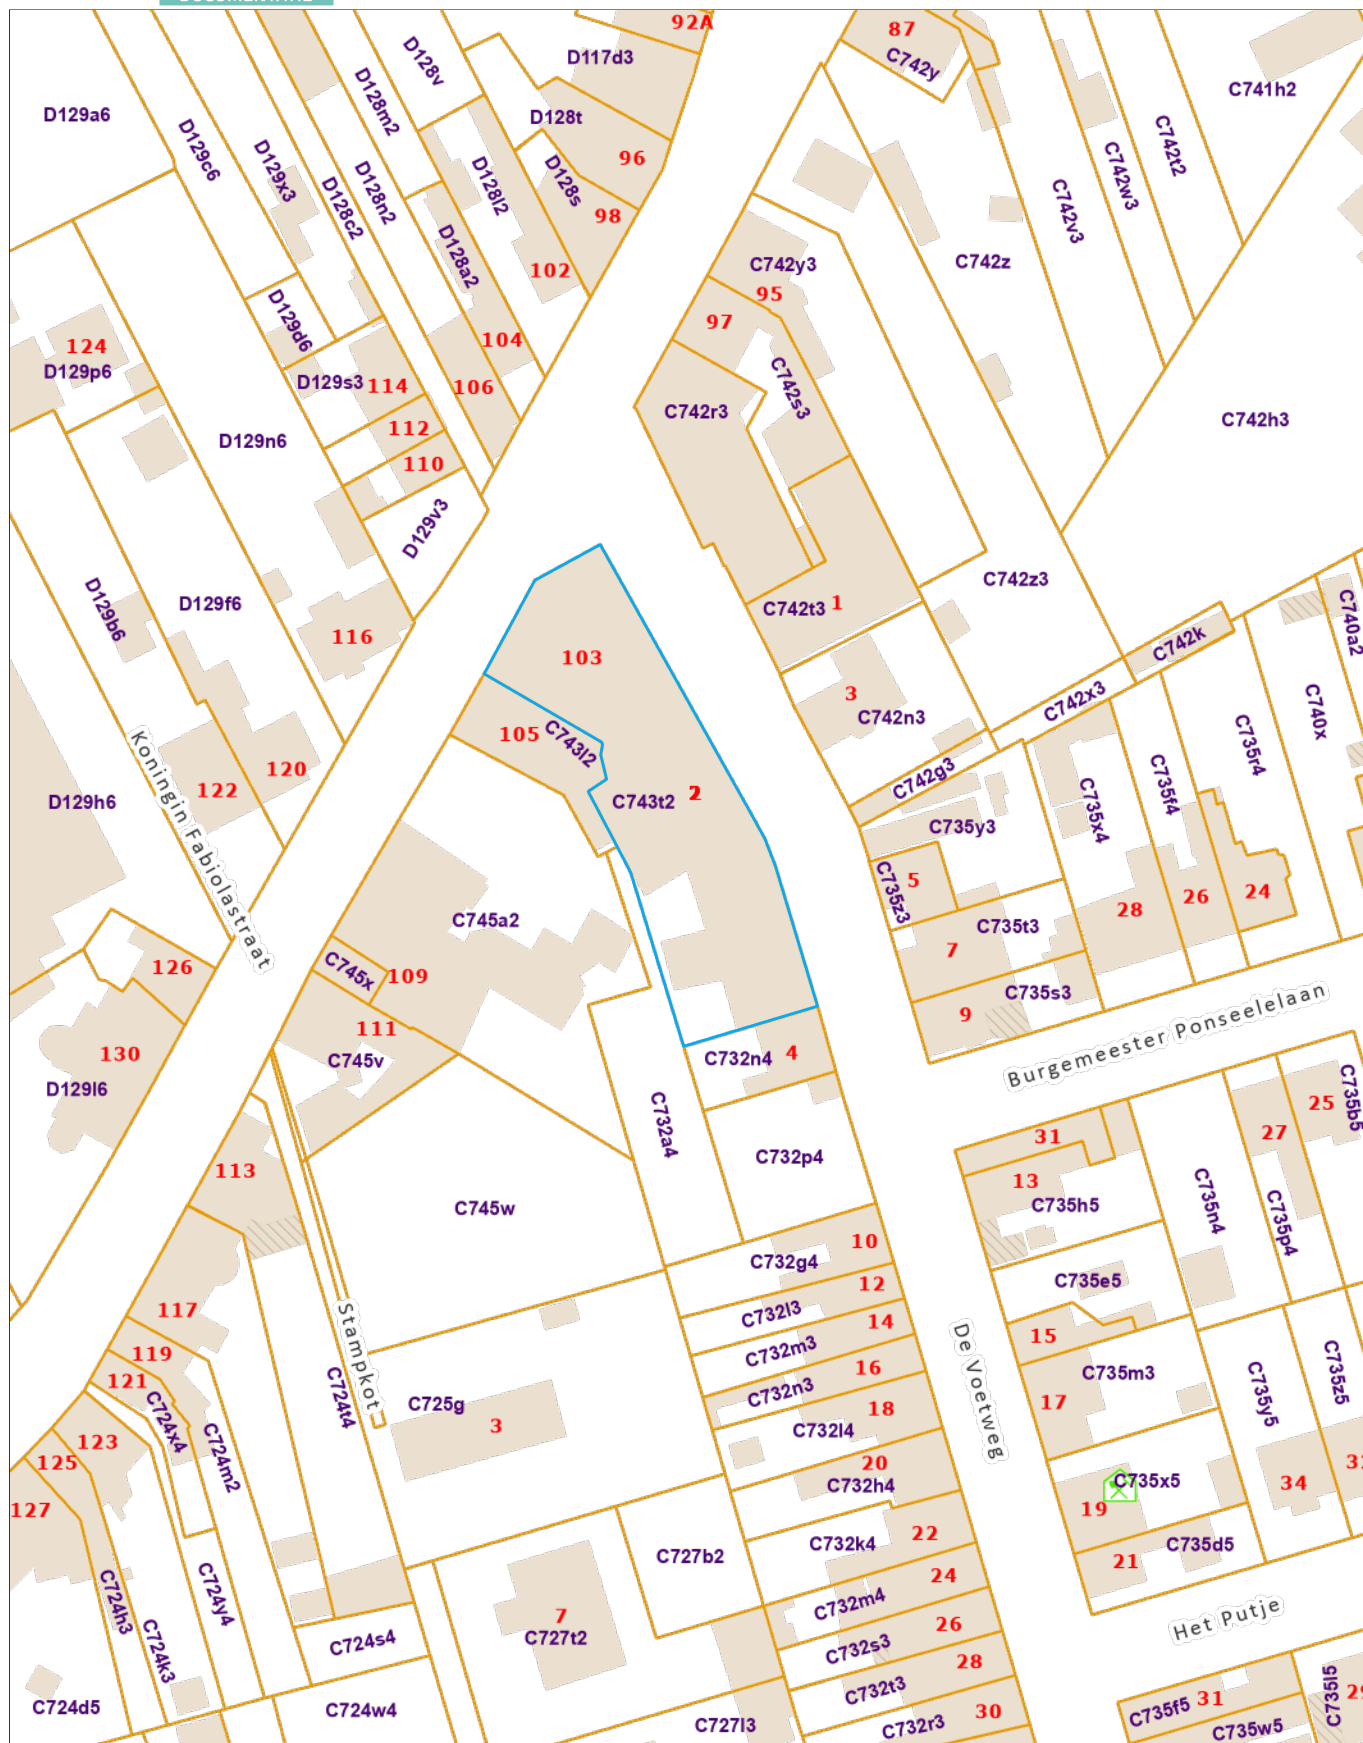 92A
87
D117d3
D128v
C742y
C741h2
D128m2
D129a6
D128t
D129c6
C742t2
96
D129x3
C742w3
D128s
D128l2
D128n2
D128c2
C742v3
98
D128a2
C742z
C742y3
102
95
D129d6
97
104
124
D129p6
D129s3
114
106
C742s3
C742r3
C742h3
112
D129n6
110
D129v3
C742z3
D129b6
D129f6
C742t3 1
C740a2
116
C742k
103
3
C742x3
C742n3
C740x
105
C743l2
C735r4
120
C742g3
C735f4
122
D129h6
C743t2
2
C735x4
C735y3
Koningin Fabiolastraat
5
C735z3
24
26
28
C745a2
C735t3
7
126
C745x
109
C735s3
9
Burgemeester Ponseelelaan
111
130
C745v
C732n4
4
D129l6
C735b5
25
C732a4
31
27
C732p4
113
13
C735h5
C735n4
C745w
C735p4
10
C732g4
C735e5
12
117
C732l3
14
15
C732m3
De Voetweg
Stampkot
119
16
C735m3
C735z5
121
C732n3
C735y5
C724t4
C725g
17
18
C724x4
3
C732l4
123
C724m2
125
20
C735x5
C732h4
34
127
19
22
C732k4
C735d5
C727b2
21
24
C724h3
C724y4
C732m4
7
Het Putje
C727t2
26
C724s4
C732s3
C724k3
28
C732t3
C735l5
31
C724d5
C735f5
C724w4
30
C727l3
C732r3
C735w5